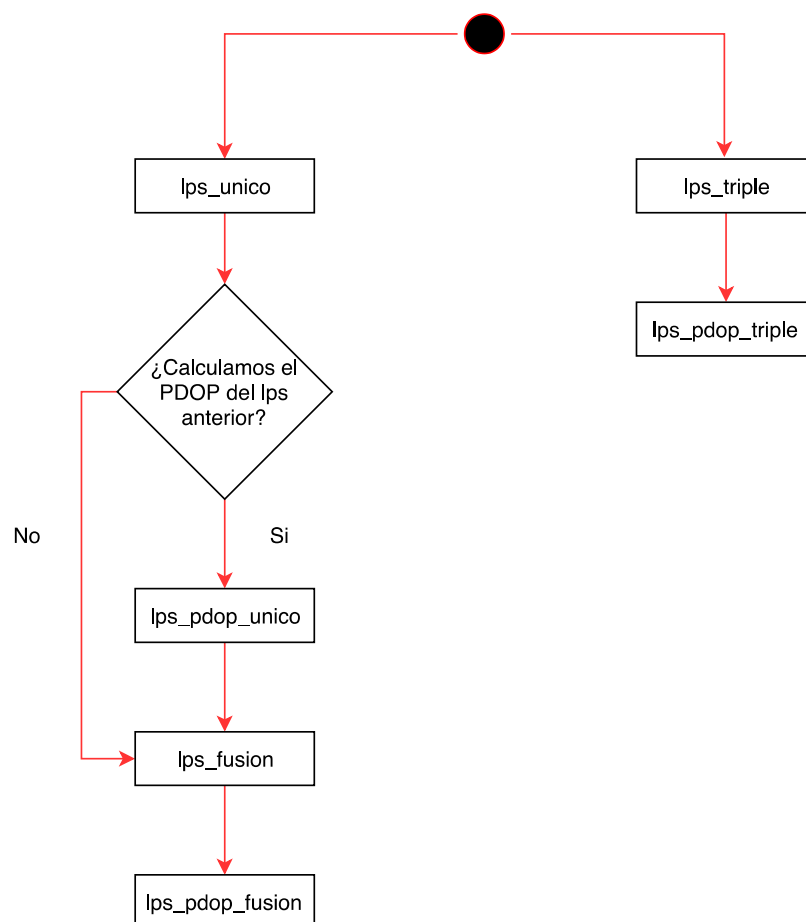 lps_unico
lps_triple
lps_pdop_triple
¿Calculamos el
PDOP del lps
anterior?
No
Si
lps_pdop_unico
lps_fusion
lps_pdop_fusion